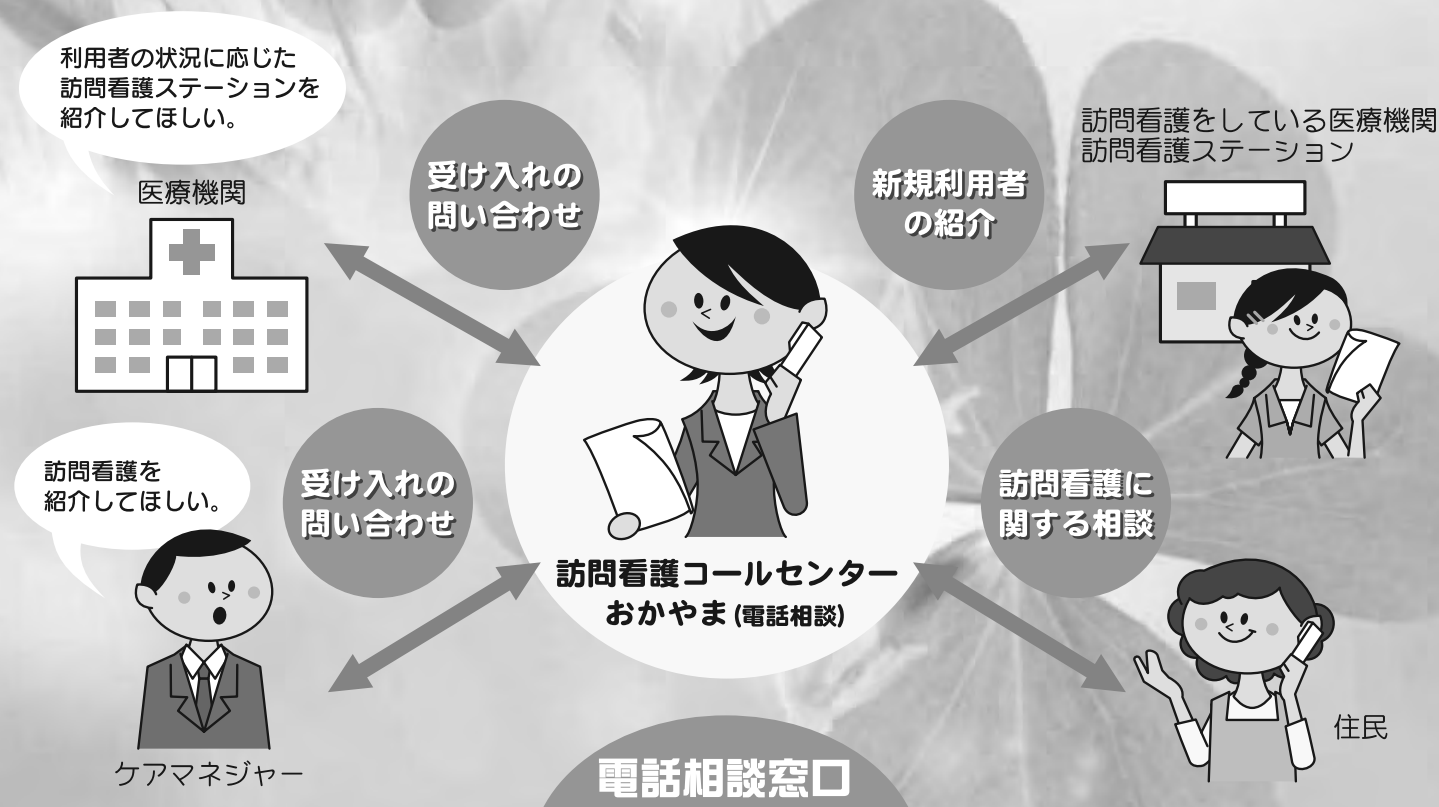 利用者の状況に応じた
訪問看護ステーションを
紹介してほしい。
医療機関
受け入れの
問い合わせ
新規利用者
の紹介
訪問看護をしている医療機関
訪問看護ステーション
訪問看護を
紹介してほしい。
受け入れの
問い合わせ
訪問看護に
関する相談
訪問看護コールセンター
おかやま(電話相談)
ケアマネジャー
住民
電話相談窓口